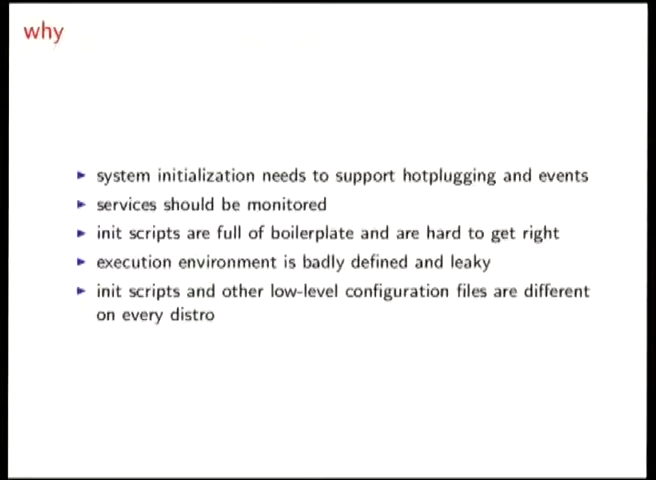 why
► system initialization needs to support hotplugging and events
► services should be monitored
► init scripts are full of boilerplate and are hard to get right
► execution environment is badly defined and leaky
► init scripts and other low-level configuration files are different
on every distro